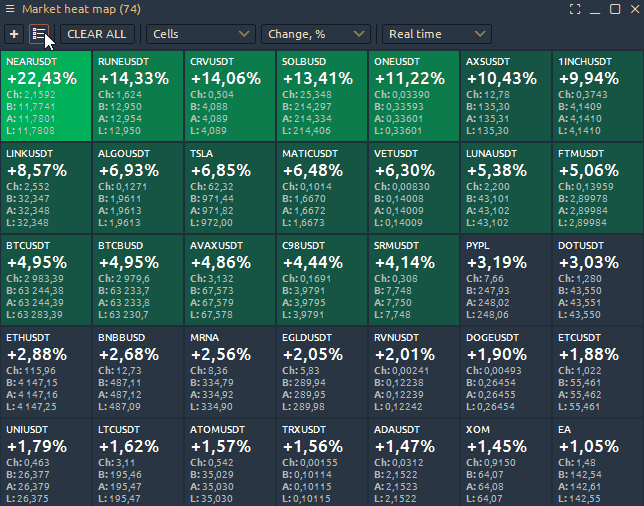 Market heat map (74)
+ CLEAR ALL Cells Change, % Real time
NEARUSDT RUNEUSDT CRVUSDT SOLBUSD ONEUSDT AXSUSDT 1INCHUSDT
+22,43% +14,33% +14,06% +13,41% +11,22% +10,43% +9,94%
Ch: 2,1592 Ch: 1,624 Ch: 0,504 Ch: 25,348 Ch: 0,03390 Ch: 12,78 Ch: 0,3743
B: 11,7741 B: 12,950 B: 4,088 B: 214,297 B: 0,33593 B: 135,30 B: 4,1409
A: 11,7801 A: 12,954 A: 4,089 A: 214,334 A: 0,33601 A: 135,31 A: 4,1410
L: 11,7808 L: 12,950 L: 4,089 L: 214,406 L: 0,33601 L: 135,30 L: 4,1410
LINKUSDT ALGOUSDT TSLA MATICUSDT VETUSDT LUNAUSDT FTMUSDT
+8,57% +6,93% +6,85% +6,48% +6,30% +5,38% +5,06%
Ch: 2,552 Ch: 0,1271 Ch: 62,32 Ch: 0,1014 Ch: 0,00830 Ch: 2,200 Ch: 0,13959
B: 32,347 B: 1,9611 B: 971,44 B: 1,6670 B: 0,14008 B: 43,101 B: 2,89978
A: 32,348 A: 1,9613 A: 971,82 A: 1,6672 A: 0,14009 A: 43,102 A: 2,89984
L: 32,348 L: 1,9611 L: 972,00 L: 1,6673 L: 0,14009 L: 43,102 L: 2,89984
BTCUSDT BTCBUSD AVAXUSDT C98USDT SRMUSDT PYPL DOTUSDT
+4,95% +4,95% +4,86% +4,44% +4,14% +3,19% +3,03%
Ch: 2 983,39 Ch: 2 979,6 Ch: 3,132 Ch: 0,1691 Ch: 0,308 Ch: 7,66 Ch: 1,280
B: 63 244,38 B: 63 233,7 B: 67,573 B: 3,9791 B: 7,748 B: 247,93 B: 43,550
A: 63 244,39 A: 63 233,8 A: 67,579 A: 3,9795 A: 7,750 A: 248,02 A: 43,551
L: 63 283,39 L: 63 230,7 L: 67,578 L: 3,9791 L: 7,748 L: 248,06 L: 43,550
ETHUSDT BNBBUSD MRNA EGLDUSDT RVNUSDT DOGEUSDT ETCUSDT
+2,88% +2,68% +2,56% +2,05% +2,01% +1,90% +1,88%
Ch: 115,96 Ch: 12,73 Ch: 8,36 Ch: 5,83 Ch: 0,00241 Ch: 0,00493 Ch: 1,022
B: 4 147,15 B: 487,11 B: 334,79 B: 289,94 B: 0,12238 B: 0,26454 B: 55,460
A: 4 147,16 A: 487,12 A: 334,92 A: 289,95 A: 0,12239 A: 0,26455 A: 55,461
L: 4 147,25 L: 487,09 L: 334,90 L: 289,98 L: 0,12242 L: 0,26454 L: 55,461
UNIUSDT LTCUSDT ATOMUSDT TRXUSDT ADAUSDT XOM EA
+1,79% +1,62% +1,57% +1,56% +1,47% +1,45% +1,05%
Ch: 0,463 Ch: 3,11 Ch: 0,542 Ch: 0,00155 Ch: 0,0312 Ch: 0,9150 Ch: 1,48
B: 26,377 B: 195,46 B: 35,029 B: 0,10114 B: 2,1522 B: 64,07 B: 142,54
A: 26,379 A: 195,47 A: 35,030 A: 0,10115 A: 2,1523 A: 64,08 A: 142,61
L: 26,375 L: 195,47 L: 35,030 L: 0,10115 L: 2,1522 L: 64,07 L: 142,55